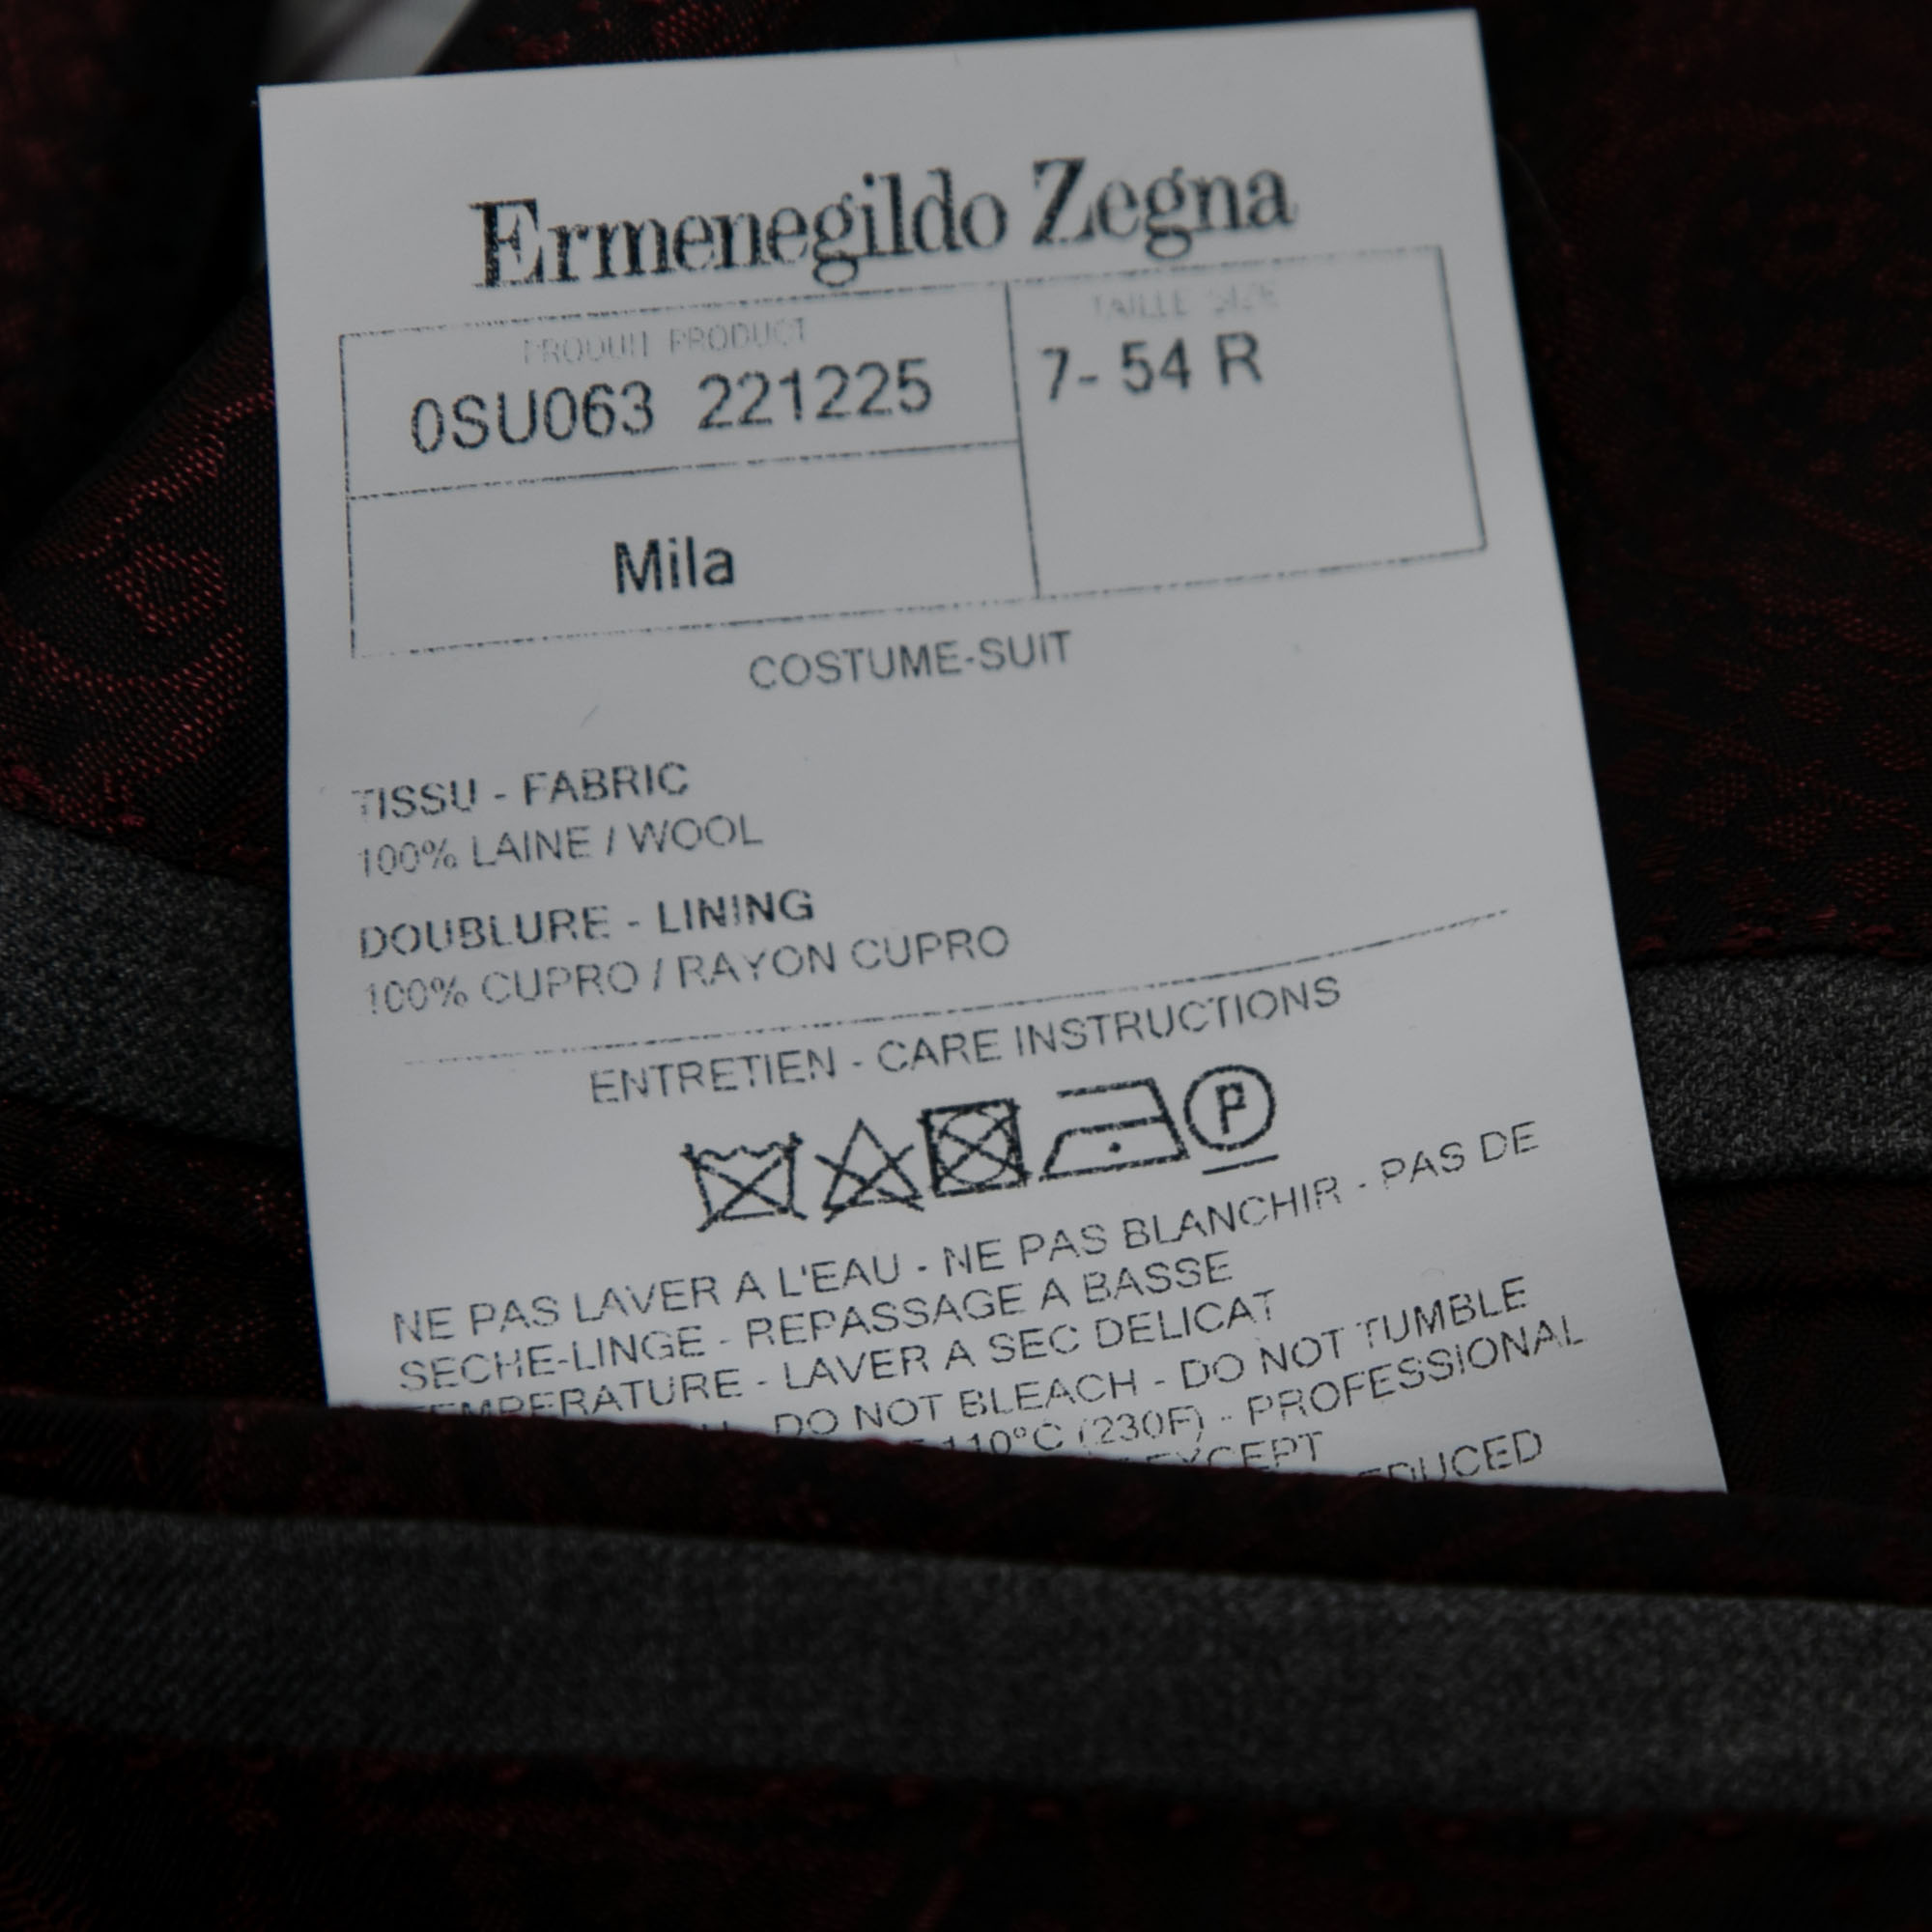 Ermenegildo Zegna
PRODUIT PRODUCT
TAILLE SIZE
0SU063 221225
7- 54 R
Mila
COSTUME-SUIT
TISSU - FABRIC
100% LAINE / WOOL
DOUBLURE - LINING
100% CUPRO / RAYON CUPRO
ENTRETIEN - CARE INSTRUCTIONS
P
NE PAS LAVER A L'EAU - NE PAS BLANCHIR - PAS DE
SECHE-LINGE - REPASSAGE A BASSE
TEMPERATURE - LAVER A SEC DELICAT
- DO NOT BLEACH - DO NOT TUMBLE
110°C (230F) - PROFESSIONAL
EXCEPT